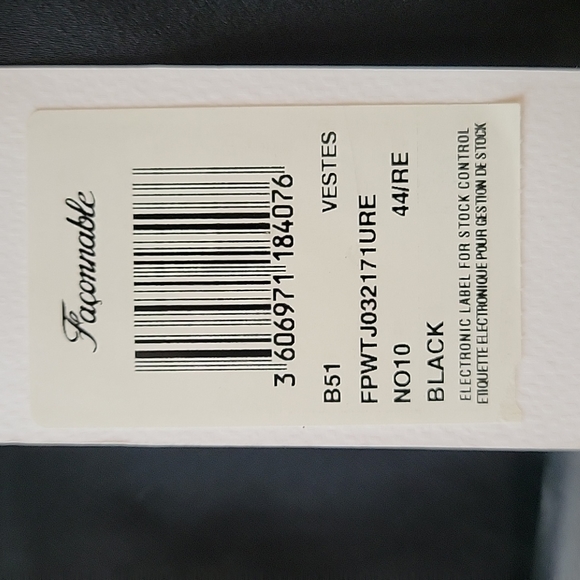 Façonnable
3 606971 184076
B51 VESTES
FPWTJ032171URE
NO10 44/RE
BLACK
ELECTRONIC LABEL FOR STOCK CONTROL
ETIQUETTE ELECTRONIQUE POUR GESTION DE STOCK